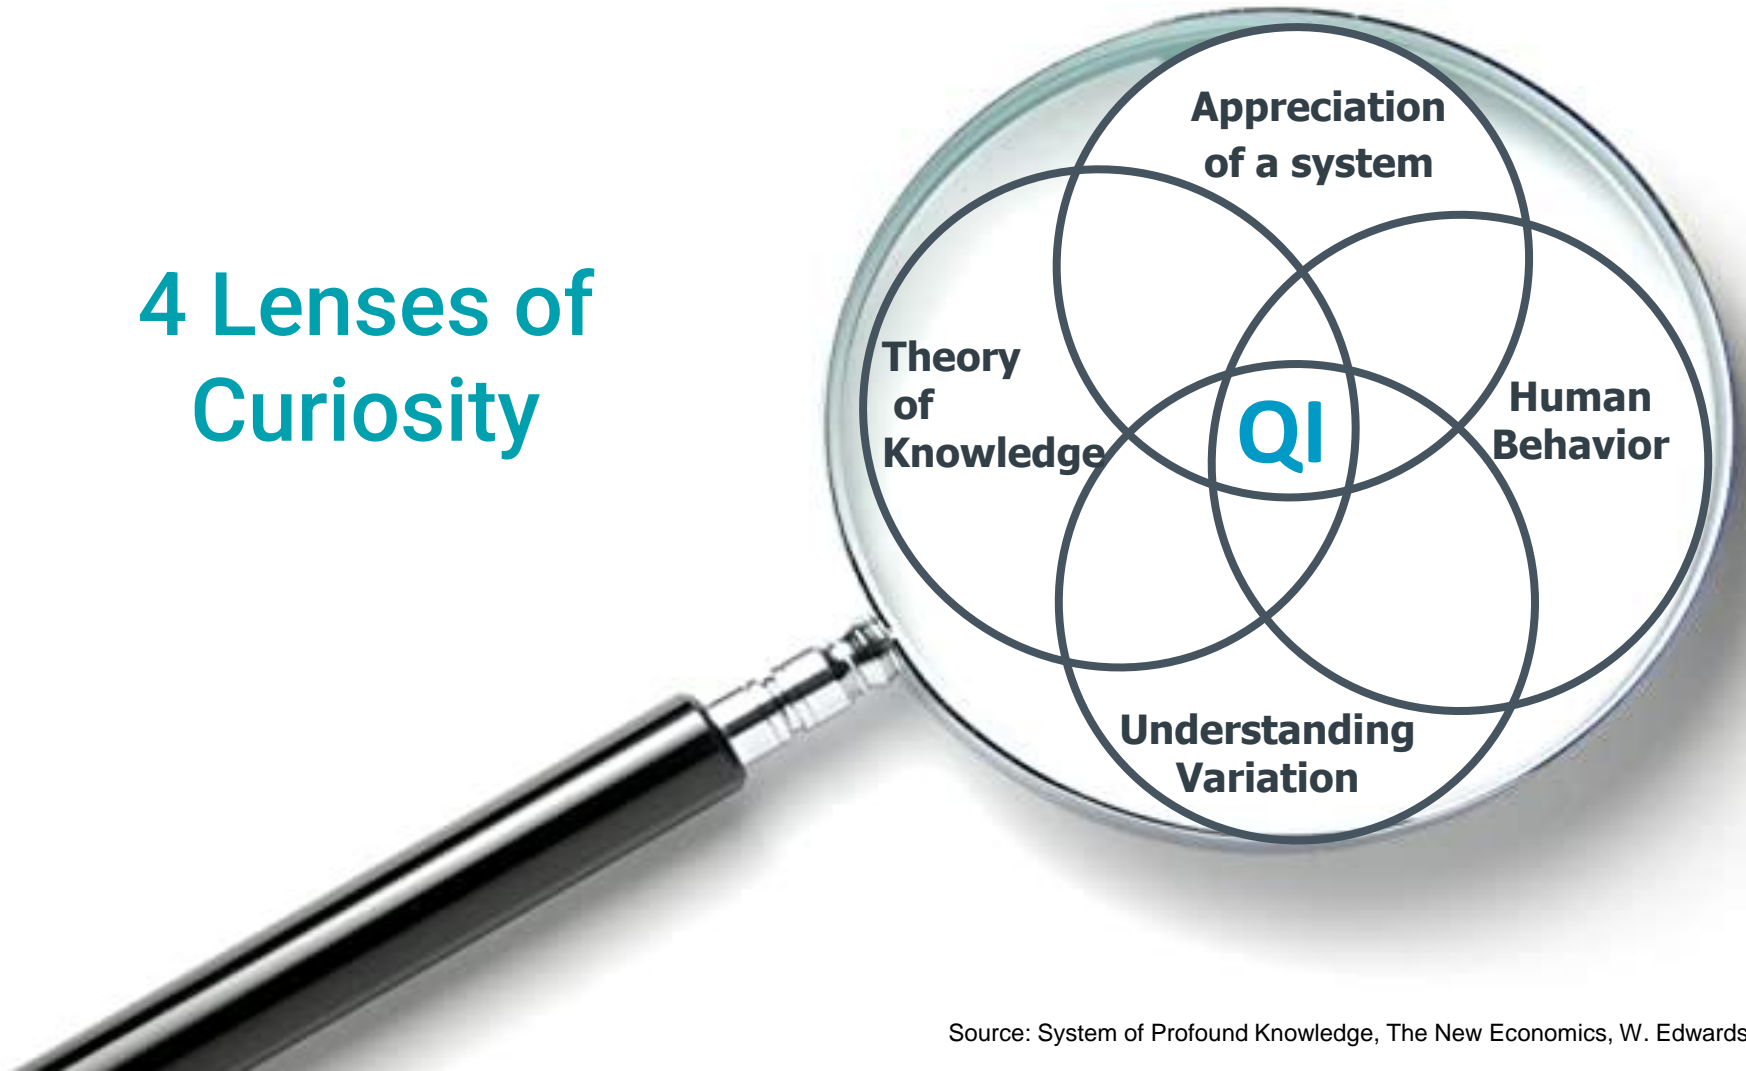 4 Lenses of
Curiosity
Appreciation
of a system
Theory
of
Knowledge
QI
Human
Behavior
Understanding
Variation
Source: System of Profound Knowledge, The New Economics, W. Edwards